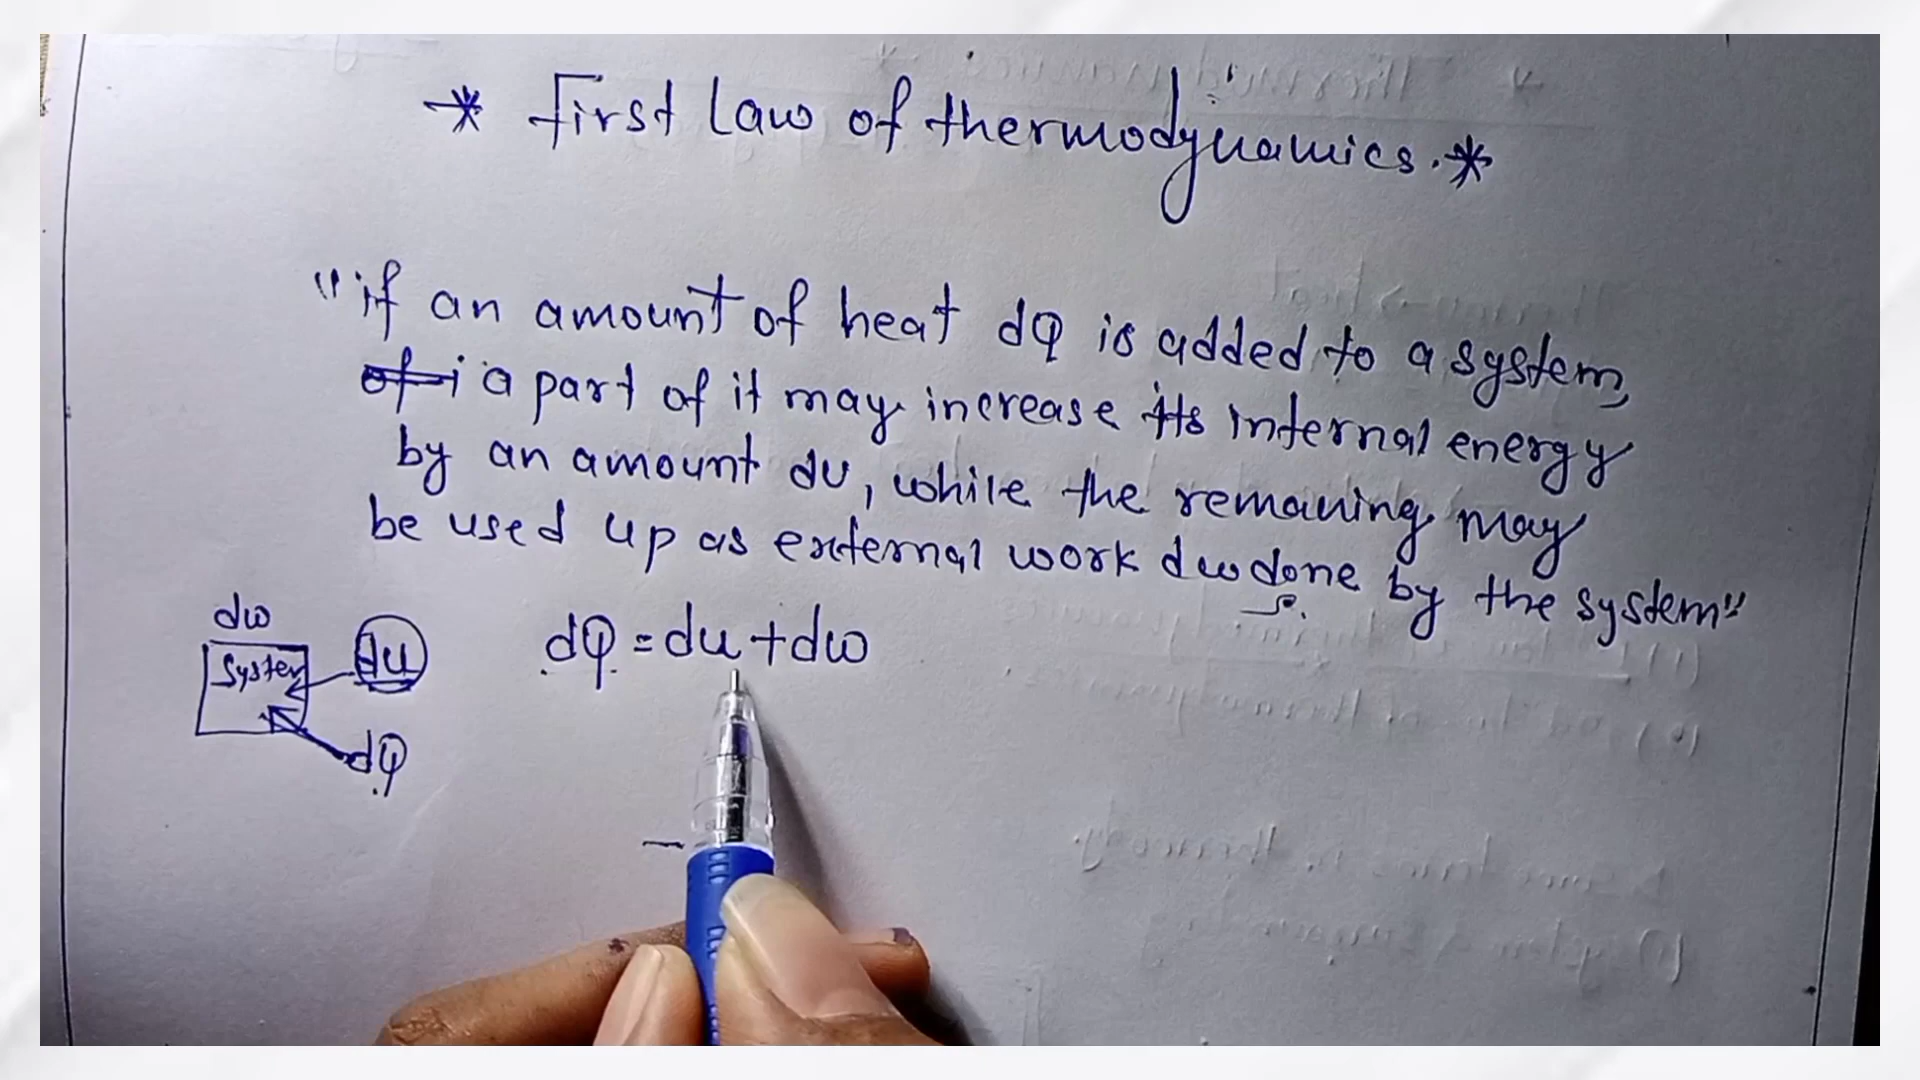 * First law of thermodynamics.*
"if an amount of heat dQ is added to a system,
a part of it may increase its internal energy
by an amount du, while the remaning may
be used up as external work dw done by the system"
dw
System
du
dQ
dQ = du + dw